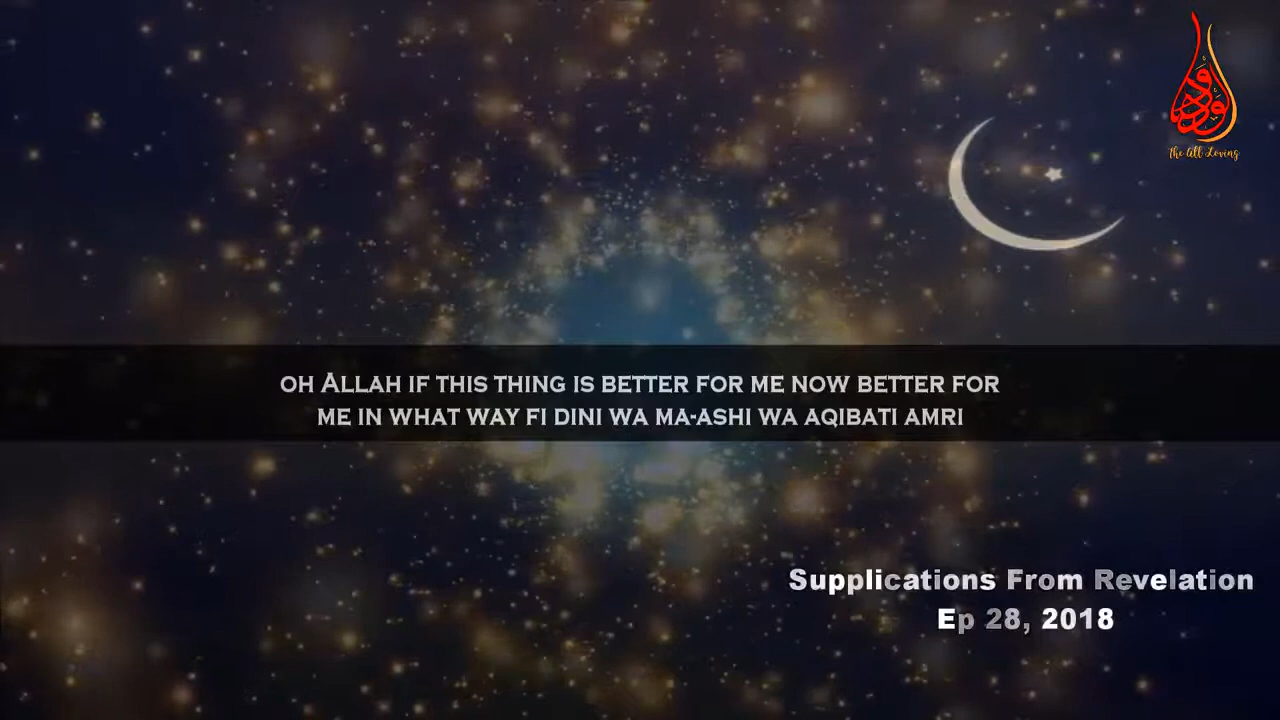 The All Loving
OH ALLAH IF THIS THING IS BETTER FOR ME NOW BETTER FOR
ME IN WHAT WAY FI DINI WA MA-ASHI WA AQIBATI AMRI
Supplications From Revelation
Ep 28, 2018